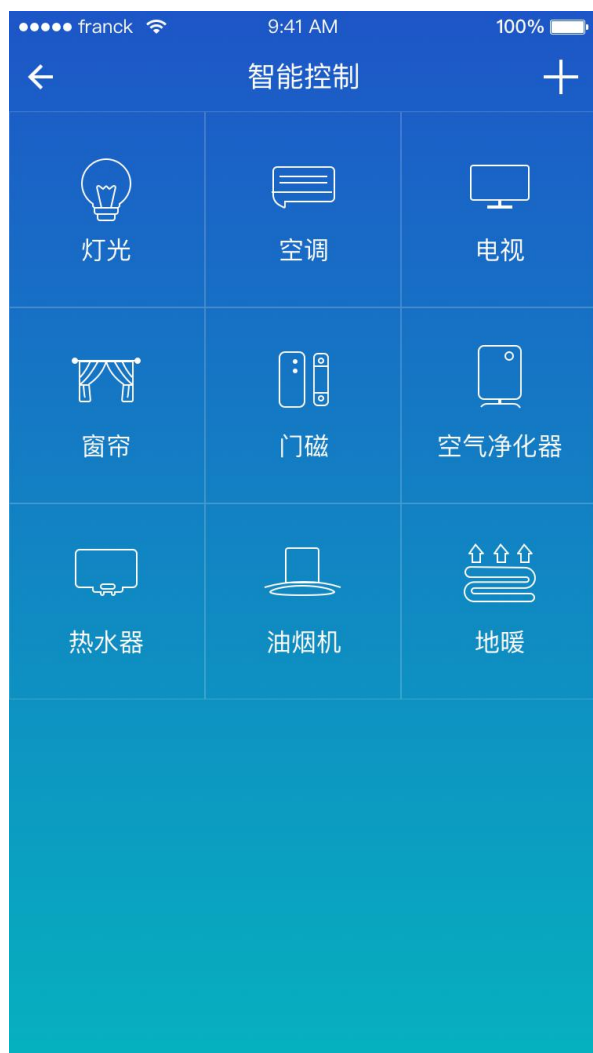 franck 9:41 AM 100%
智能控制
灯光 空调 电视
窗帘 门磁 空气净化器
热水器 油烟机 地暖